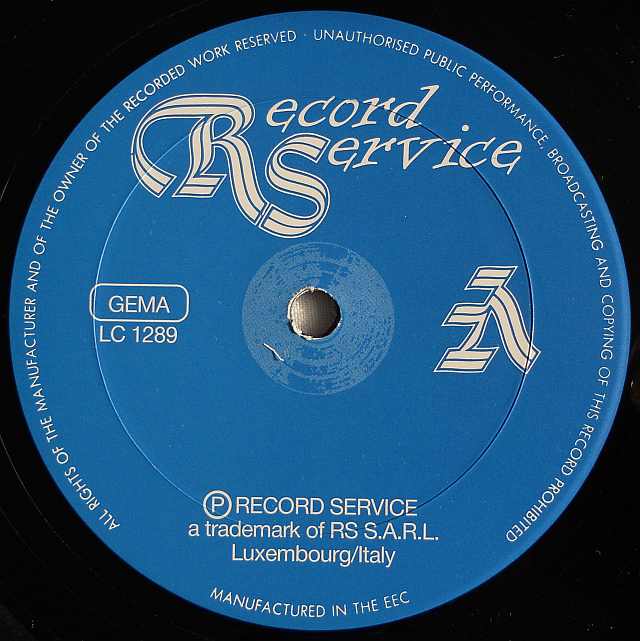 ALL RIGHTS OF THE MANUFACTURER AND OF THE OWNER OF THE RECORDED WORK RESERVED · UNAUTHORISED PUBLIC PERFORMANCE, BROADCASTING AND COPYING OF THIS RECORD PROHIBITED
Record
Service
GEMA
LC 1289
A
Ⓟ RECORD SERVICE
a trademark of RS S.A.R.L.
Luxembourg/Italy
MANUFACTURED IN THE EEC